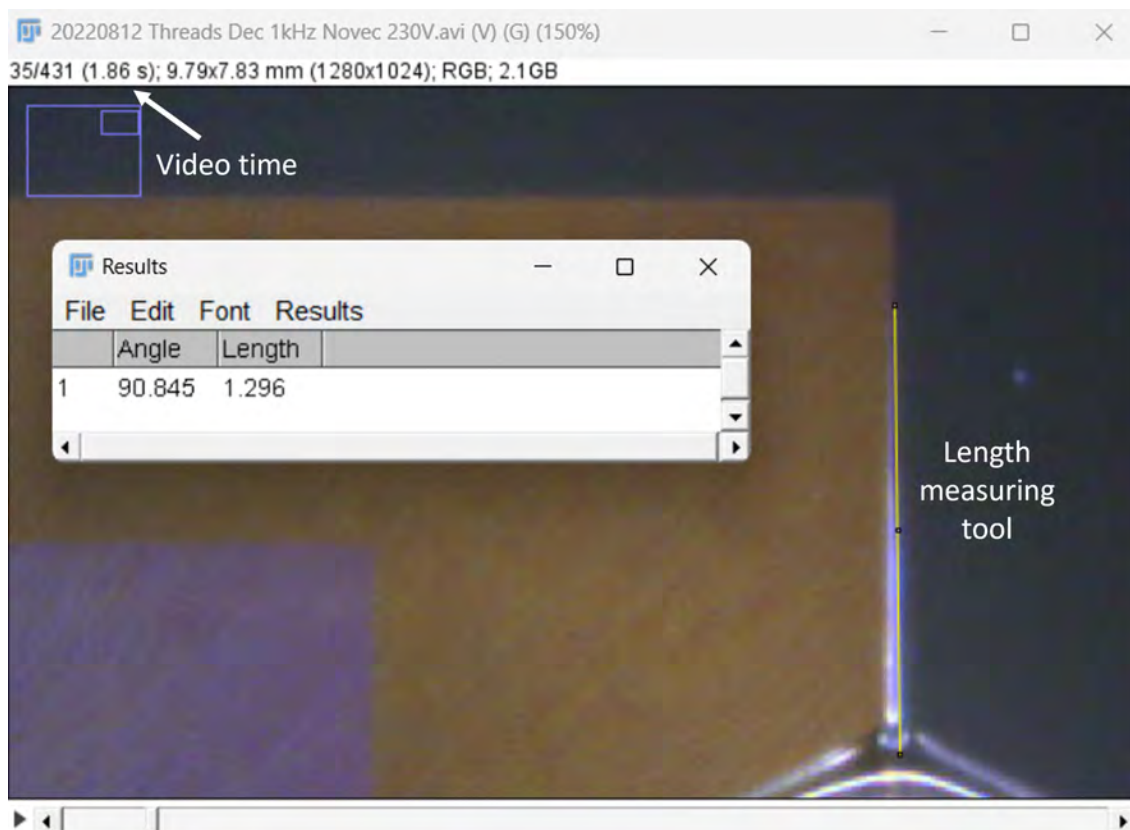 20220812 Threads Dec 1kHz Novec 230V.avi (V) (G) (150%)
35/431 (1.86 s); 9.79x7.83 mm (1280x1024); RGB; 2.1GB
Video time
Results
File Edit Font Results
Angle Length
1 90.845 1.296
Length
measuring
tool